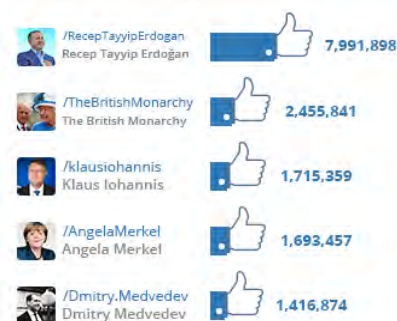 /RecepTayyipErdogan
Recep Tayyip Erdoğan
7,991,898
/TheBritishMonarchy
The British Monarchy
2,455,841
/klausiohannis
Klaus Iohannis
1,715,359
/AngelaMerkel
Angela Merkel
1,693,457
/Dmitry.Medvedev
Dmitry Medvedev
1,416,874